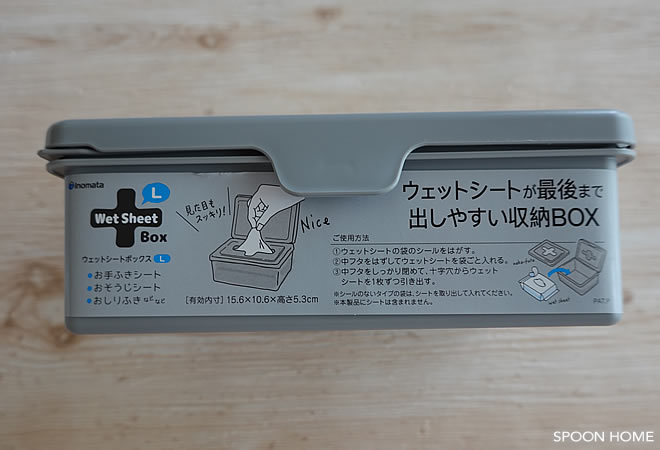 inomata
L
Wet Sheet
Box
ウェットシートボックス L
●お手ふきシート
●おそうじシート
●おしりふき などなど
見た目も
スッキリ!
Nice
[有効内寸] 15.6×10.6×高さ5.3cm
ウェットシートが最後まで
出しやすい収納BOX
ご使用方法
①ウェットシートの袋のシールをはがす。
②中フタをはずしてウェットシートを袋ごと入れる。
③中フタをしっかり閉めて、十字穴からウェット
シートを1枚ずつ引き出す。
※シールのないタイプの袋は、シートを取り出して入れてください。
※本製品にシートは含まれません。
naka-futa
wet sheet
PAT.P
SPOON HOME